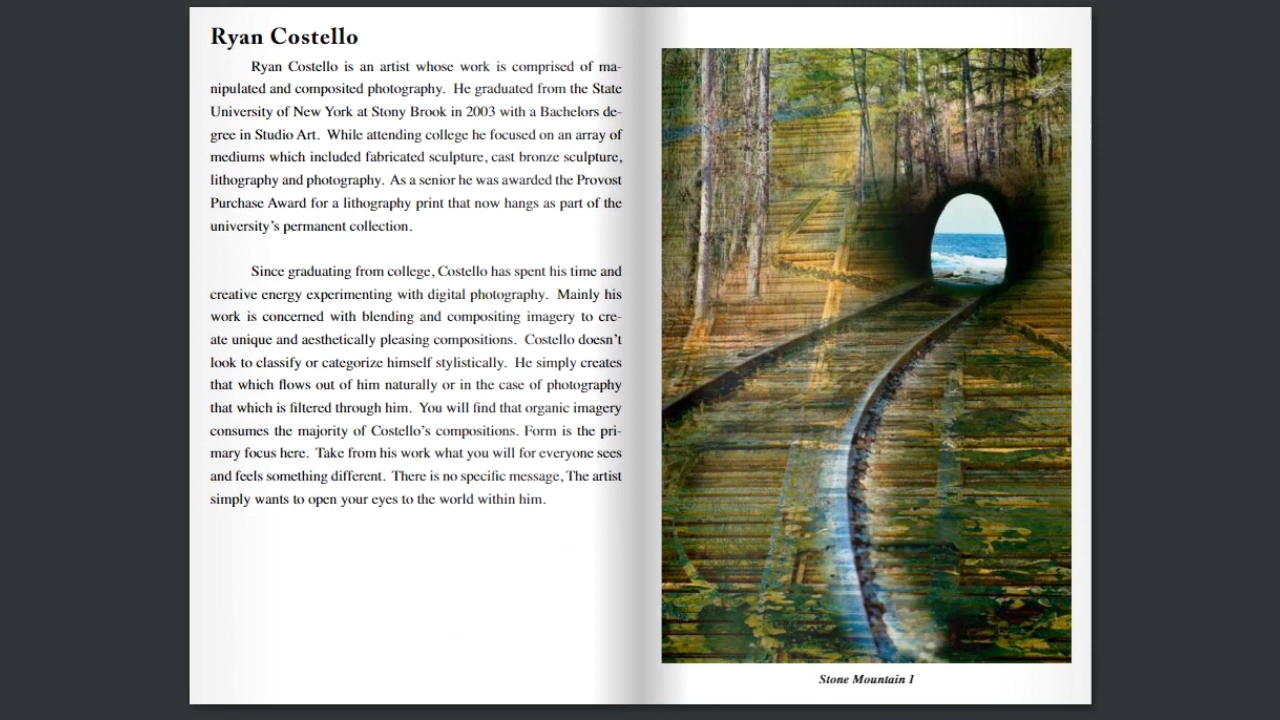 Ryan Costello
Ryan Costello is an artist whose work is comprised of ma-
nipulated and composited photography. He graduated from the State
University of New York at Stony Brook in 2003 with a Bachelors de-
gree in Studio Art. While attending college he focused on an array of
mediums which included fabricated sculpture, cast bronze sculpture,
lithography and photography. As a senior he was awarded the Provost
Purchase Award for a lithography print that now hangs as part of the
university's permanent collection.
Since graduating from college, Costello has spent his time and
creative energy experimenting with digital photography. Mainly his
work is concerned with blending and compositing imagery to cre-
ate unique and aesthetically pleasing compositions. Costello doesn't
look to classify or categorize himself stylistically. He simply creates
that which flows out of him naturally or in the case of photography
that which is filtered through him. You will find that organic imagery
consumes the majority of Costello's compositions. Form is the pri-
mary focus here. Take from his work what you will for everyone sees
and feels something different. There is no specific message, The artist
simply wants to open your eyes to the world within him.
Stone Mountain I